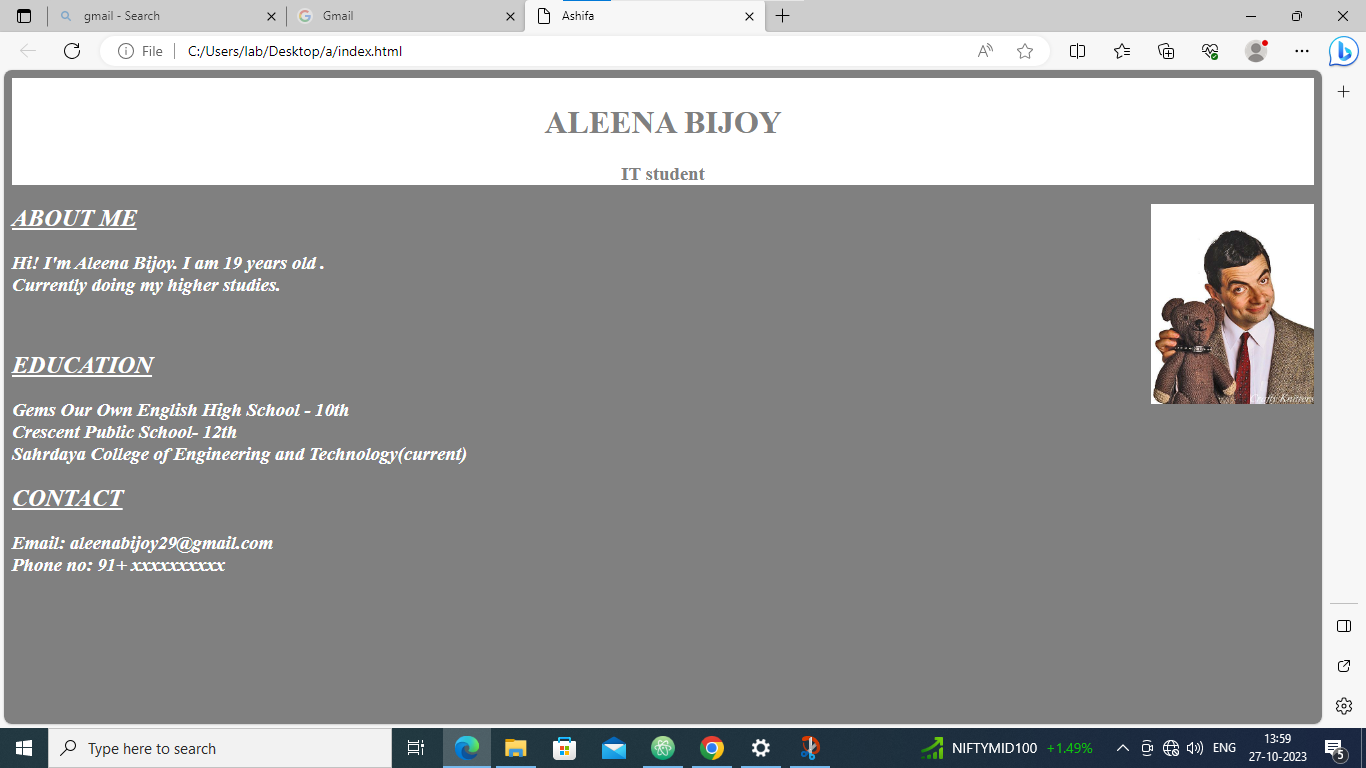 gmail - Search
Gmail
Ashifa
File
C:/Users/lab/Desktop/a/index.html
ALEENA BIJOY
IT student
ABOUT ME
Hi! I'm Aleena Bijoy. I am 19 years old .
Currently doing my higher studies.
EDUCATION
Gems Our Own English High School - 10th
Crescent Public School- 12th
Sahrdaya College of Engineering and Technology(current)
CONTACT
Email: aleenabijoy29@gmail.com
Phone no: 91+ xxxxxxxxxx
Type here to search
NIFTYMID100 +1.49%
ENG
13:59
27-10-2023
5